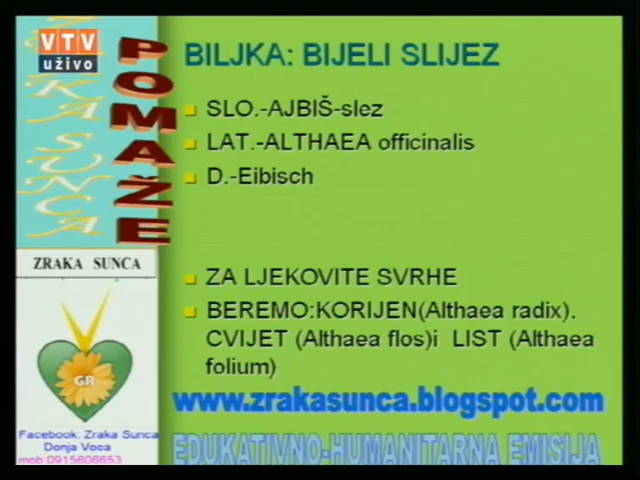 VTV
uživo
ZRAKA SUNCA
POMAŽE
BILJKA: BIJELI SLIJEZ
SLO.-AJBIŠ-slez
LAT.-ALTHAEA officinalis
D.-Eibisch
ZA LJEKOVITE SVRHE
BEREMO:KORIJEN(Althaea radix).
CVIJET (Althaea flos)i LIST (Althaea
folium)
ZRAKA SUNCA
GR
Facebook: Zraka Sunca
Donja Voca
mob:0915606653
www.zrakasunca.blogspot.com
EDUKATIVNO-HUMANITARNA EMISIJA